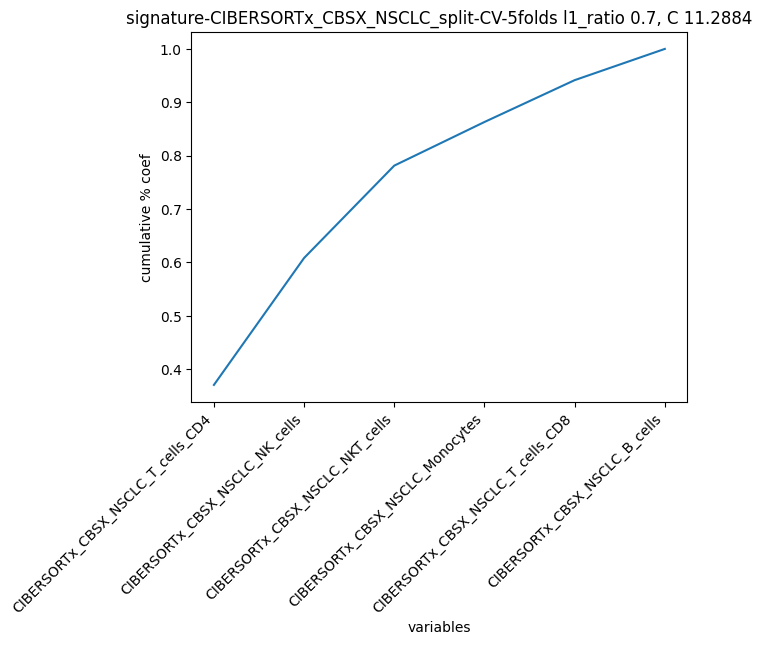 signature-CIBERSORTx_CBSX_NSCLC_split-CV-5folds l1_ratio 0.7, C 11.2884
1.0
0.9
0.8
0.7
0.6
0.5
0.4
cumulative % coef
CIBERSORTx_CBSX_NSCLC_T_cells_CD4
CIBERSORTx_CBSX_NSCLC_NK_cells
CIBERSORTx_CBSX_NSCLC_NKT_cells
CIBERSORTx_CBSX_NSCLC_Monocytes
CIBERSORTx_CBSX_NSCLC_T_cells_CD8
CIBERSORTx_CBSX_NSCLC_B_cells
variables